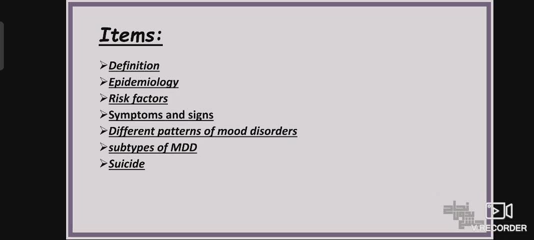 Items:
➢Definition
➢Epidemiology
➢Risk factors
➢Symptoms and signs
➢Different patterns of mood disorders
➢subtypes of MDD
➢Suicide
RECORDER